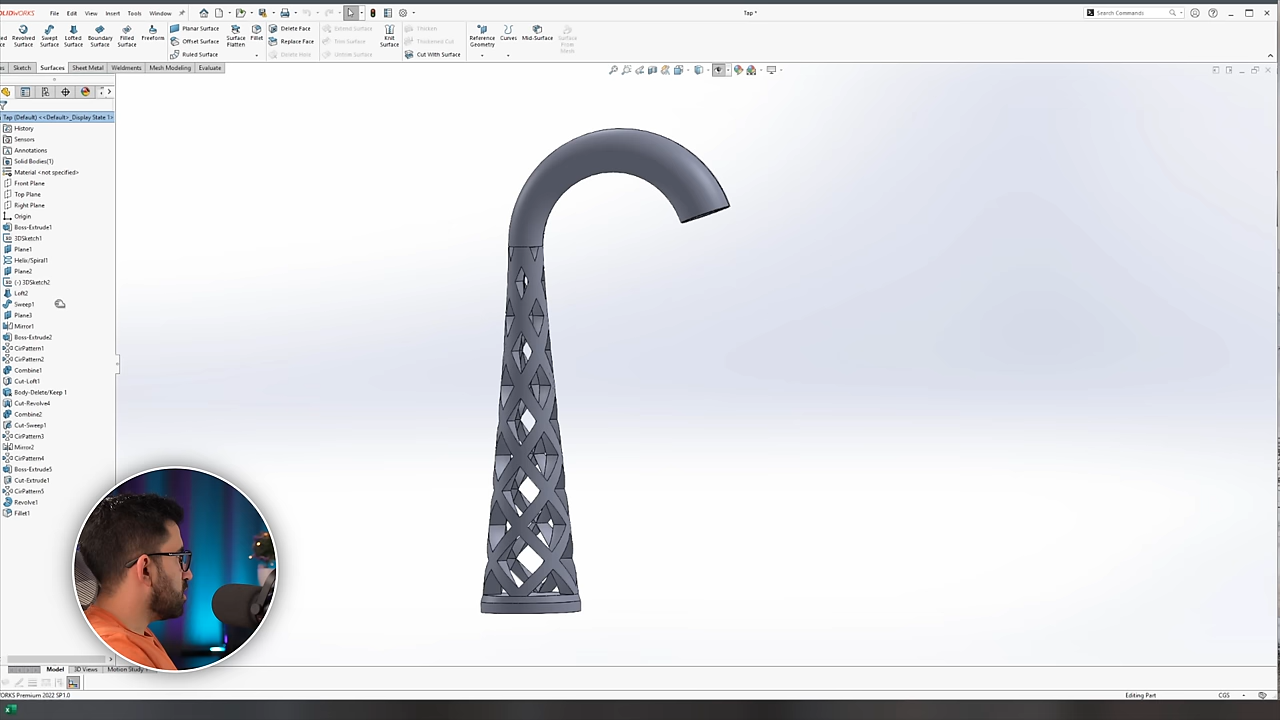 SOLIDWORKS
File Edit View Insert Tools Window
Tap *
Search Commands
Revolved Surface
Swept Surface
Lofted Surface
Boundary Surface
Filled Surface
Freeform
Planar Surface
Offset Surface
Ruled Surface
Surface Flatten
Fillet
Delete Face
Replace Face
Delete Hole
Extend Surface
Trim Surface
Untrim Surface
Knit Surface
Thicken
Thickened Cut
Cut With Surface
Reference Geometry
Curves
Mid-Surface
Surface From Mesh
Sketch Surfaces Sheet Metal Weldments Mesh Modeling Evaluate
Tap (Default) <<Default>_Display State 1>
History
Sensors
Annotations
Solid Bodies(1)
Material <not specified>
Front Plane
Top Plane
Right Plane
Origin
Boss-Extrude1
3DSketch1
Plane1
Helix/Spiral1
Plane2
(-) 3DSketch2
Loft2
Sweep1
Plane3
Mirror1
Boss-Extrude2
CirPattern1
CirPattern2
Combine1
Cut-Loft1
Body-Delete/Keep 1
Cut-Revolve4
Combine2
Cut-Sweep1
CirPattern3
Mirror2
CirPattern4
Boss-Extrude5
Cut-Extrude1
CirPattern5
Revolve1
Fillet1
Model 3D Views Motion Study
ORKS Premium 2022 SP1.0
Editing Part
CGS